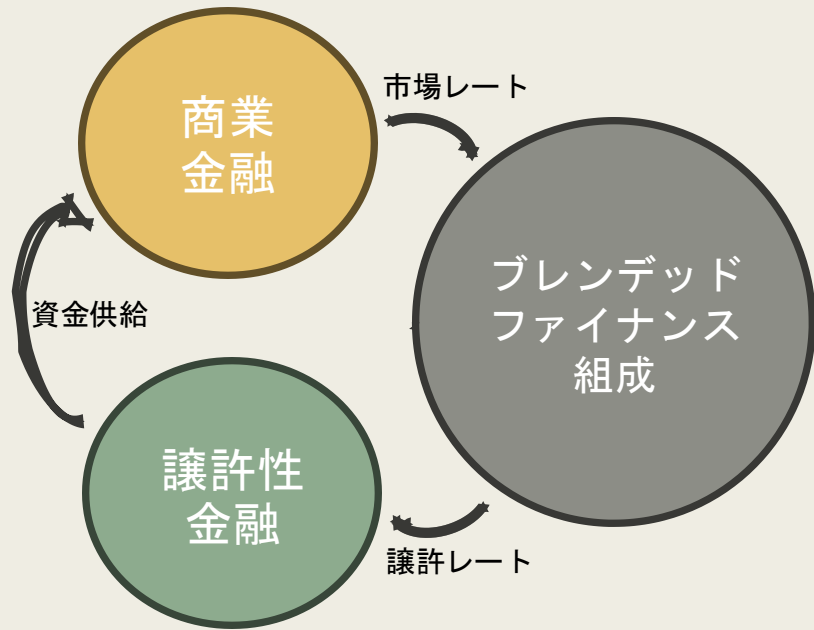 商業
金融
市場レート
ブレンデッド
ファイナンス
組成
資金供給
譲許性
金融
譲許レート